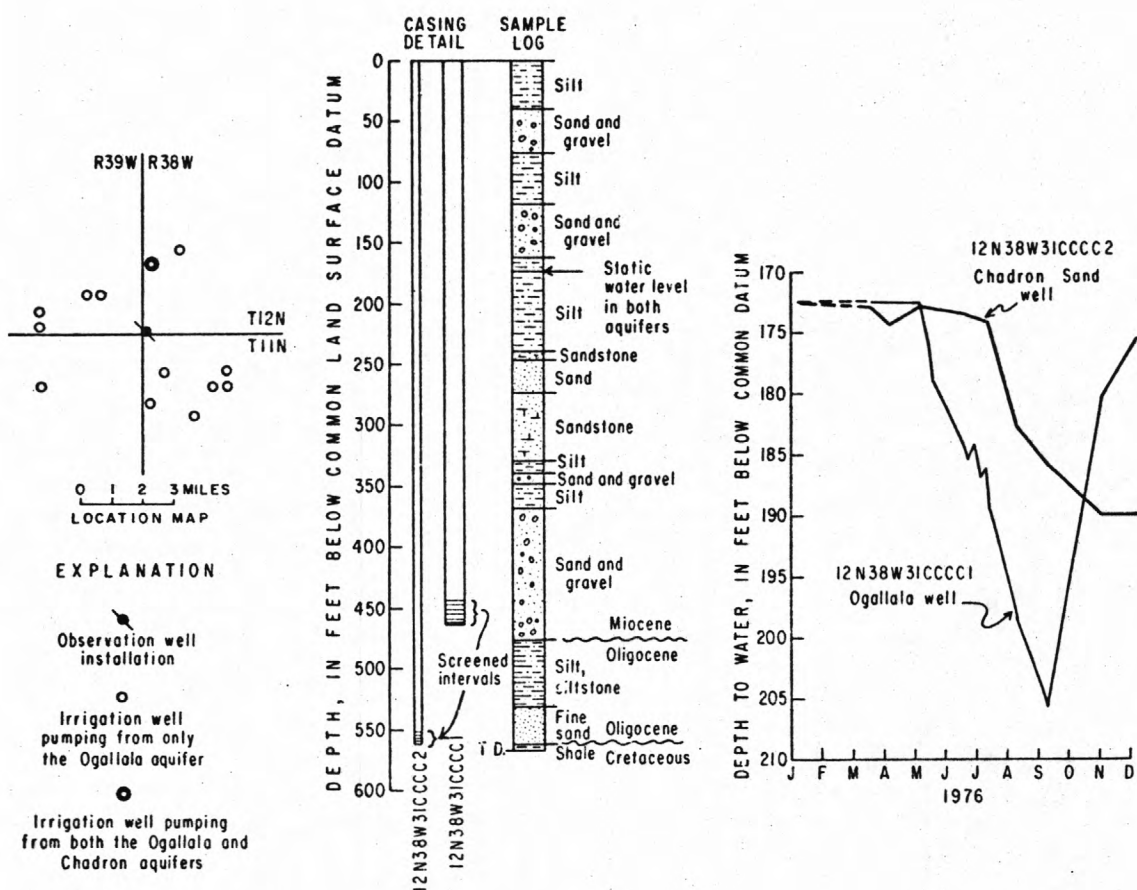 CASING
DETAIL
SAMPLE
LOG
DEPTH, IN FEET BELOW COMMON LAND SURFACE DATUM
0
50
100
150
200
250
300
350
400
450
500
550
600
Silt
Sand and
gravel
Silt
Sand and
gravel
Static
water level
in both
aquifers
Silt
Sandstone
Sand
Sandstone
Silt
Sand and gravel
Silt
Sand and
gravel
Miocene
Oligocene
Silt,
siltstone
Fine
sand
Oligocene
T D.
Shale
Cretaceous
Screened
intervals
12N38W31CCCC2
12N38W31CCCC1
R39W
R38W
T12N
T11N
0 1 2 3 MILES
LOCATION MAP
EXPLANATION
Observation well
installation
Irrigation well
pumping from only
the Ogallala aquifer
Irrigation well pumping
from both the Ogallala and
Chadron aquifers
DEPTH TO WATER, IN FEET BELOW COMMON DATUM
170
175
180
185
190
195
200
205
210
12N38W31CCCC2
Chadron Sand
well
12N38W31CCCC1
Ogallala well
J F M A M J J A S O N D
1976